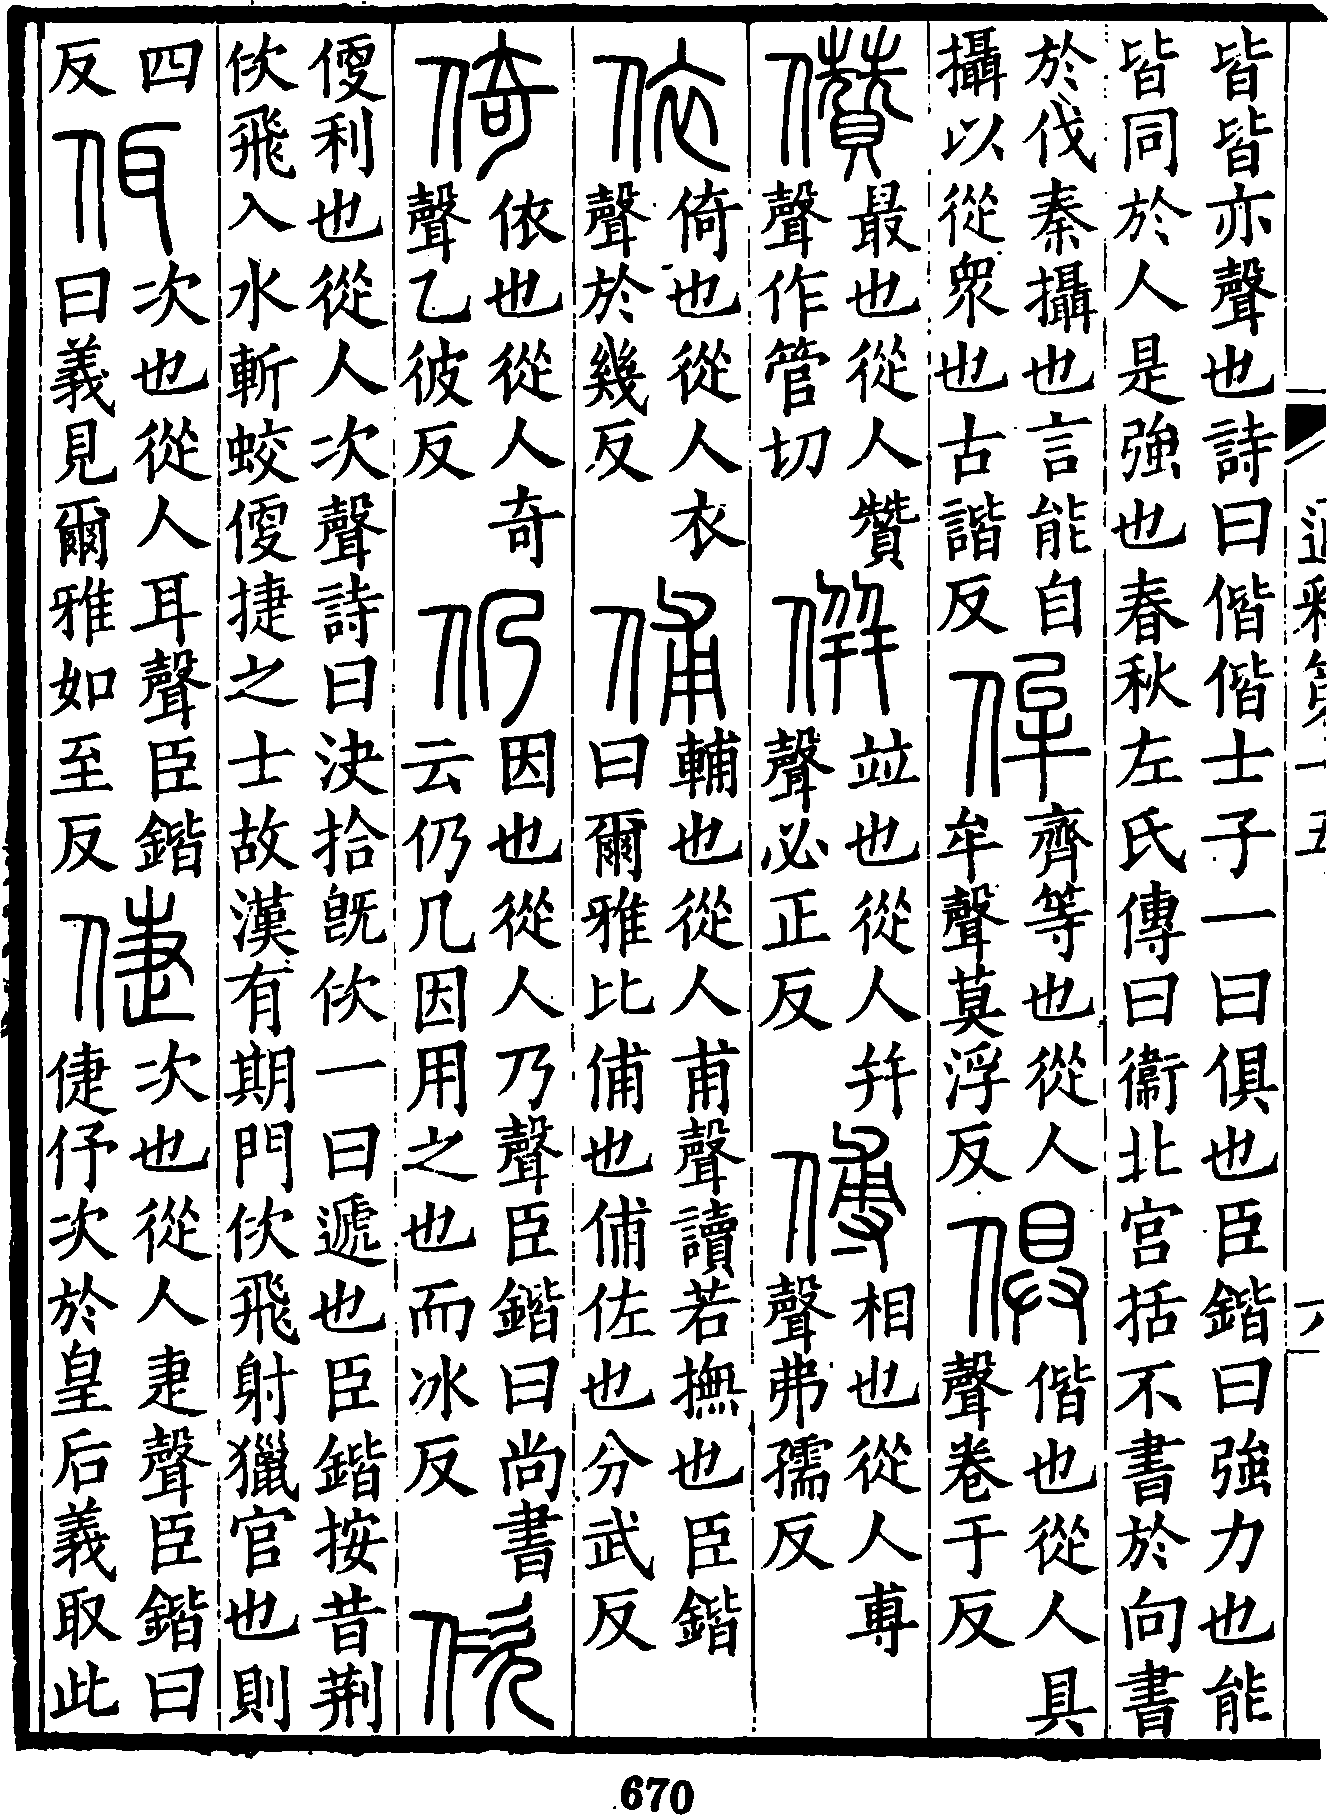 皆皆亦聲也詩曰偕偕士子一曰俱也臣鍇曰強力也能
皆同於人是強也春秋左氏傳曰衞北宮括不書於向書
於伐秦攝也言能自
攝以從眾也古諧反
侔
齊等也從人
牟聲莫浮反
俱
偕也從人具
聲卷于反
儹
最也從人贊
聲作管切
併
竝也從人幷
聲必正反
傅
相也從人尃
聲弗孺反
依
倚也從人衣
聲於幾反
俌
輔也從人甫聲讀若撫也臣鍇
曰爾雅比俌也俌佐也分武反
倚
依也從人奇
聲乙彼反
仍
因也從人乃聲臣鍇曰尚書
云仍几因用之也而冰反
佽
𠊳利也從人次聲詩曰決拾旣佽一曰遞也臣鍇按昔荆
佽飛入水斬蛟𠊳捷之士故漢有期門佽飛射獵官也則
四
反
佴
次也從人耳聲臣鍇
曰義見爾雅如至反
倢
次也從人疌聲臣鍇曰
倢伃次於皇后義取此
通釋第十五
670